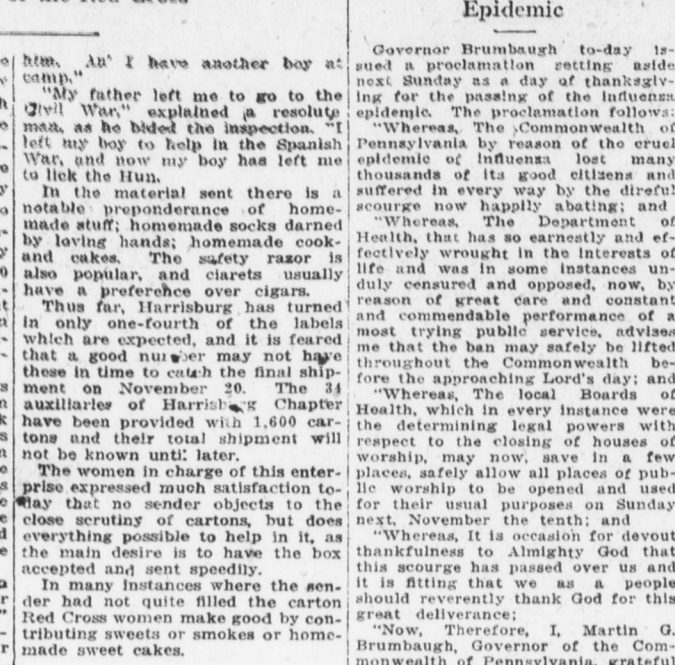 him. An' I have another boy at
camp."
"My father left me to go to the
Civil War," explained a resolute
man, as he bided the inspection. "I
left my boy to help in the Spanish
War, and now my boy has left me
to lick the Hun.
In the material sent there is a
notable preponderance of home-
made stuff; homemade socks darned
by loving hands; homemade cook-
and cakes. The safety razor is
also popular, and ciarets usually
have a preference over cigars.
Thus far, Harrisburg has turned
in only one-fourth of the labels
which are expected, and it is feared
that a good number may not have
these in time to catch the final ship-
ment on November 20. The 34
auxiliaries of Harrisburg Chapter
have been provided with 1,600 car-
tons and their total shipment will
not be known until later.
The women in charge of this enter-
prise expressed much satisfaction to-
day that no sender objects to the
close scrutiny of cartons, but does
everything possible to help in it, as
the main desire is to have the box
accepted and sent speedily.
In many instances where the sen-
der had not quite filled the carton
Red Cross women make good by con-
tributing sweets or smokes or home-
made sweet cakes.
Epidemic
Governor Brumbaugh to-day is-
sued a proclamation setting aside
next Sunday as a day of thanksgiv-
ing for the passing of the influenza
epidemic. The proclamation follows:
"Whereas, The Commonwealth of
Pennsylvania by reason of the cruel
epidemic of influenza lost many
thousands of its good citizens and
suffered in every way by the direful
scourge now happily abating; and
"Whereas, The Department of
Health, that has so earnestly and ef-
fectively wrought in the interests of
life and was in some instances un-
duly censured and opposed, now, by
reason of great care and constant
and commendable performance of a
most trying public service, advises
me that the ban may safely be lifted
throughout the Commonwealth be-
fore the approaching Lord's day; and
"Whereas, The local Boards of
Health, which in every instance were
the determining legal powers with
respect to the closing of houses of
worship, may now, save in a few
places, safely allow all places of pub-
lic worship to be opened and used
for their usual purposes on Sunday
next, November the tenth; and
"Whereas, It is occasion for devout
thankfulness to Almighty God that
this scourge has passed over us and
it is fitting that we as a people
should reverently thank God for this
great deliverance;
"Now, Therefore, I, Martin G.
Brumbaugh, Governor of the Com-
monwealth of Pennsylvania, grateful